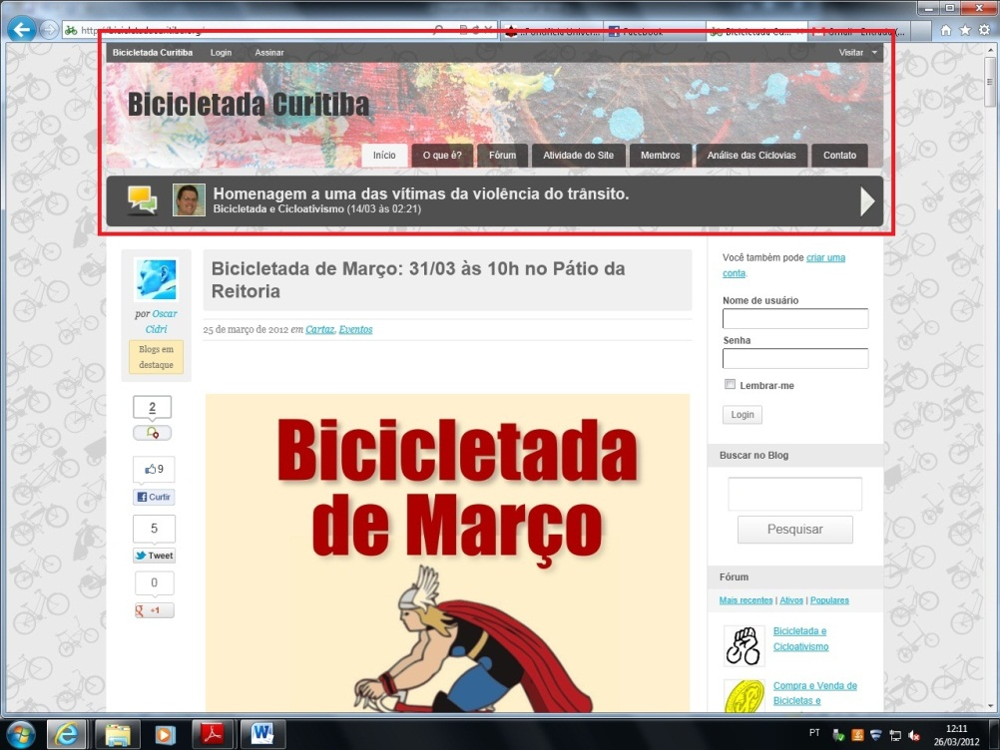 http://bicicletadacuritiba.org/
Facebook
Bicicletada Cu...
Gmail - Entrada (...
Bicicletada Curitiba Login Assinar Visitar
Bicicletada Curitiba
Início O que é? Fórum Atividade do Site Membros Análise das Ciclovias Contato
Homenagem a uma das vítimas da violência do trânsito.
Bicicletada e Cicloativismo (14/03 às 02:21)
por Oscar
Cidri
Blogs em
destaque
2
9
Curtir
5
Tweet
0
+1
Bicicletada de Março: 31/03 às 10h no Pátio da
Reitoria
25 de março de 2012 em Cartaz, Eventos
Bicicletada
de Março
Você também pode criar uma
conta.
Nome de usuário
Senha
Lembrar-me
Login
Buscar no Blog
Pesquisar
Fórum
Mais recentes | Ativos | Populares
Bicicletada e
Cicloativismo
Compra e Venda de
Bicicletas e
PT
12:11
26/03/2012